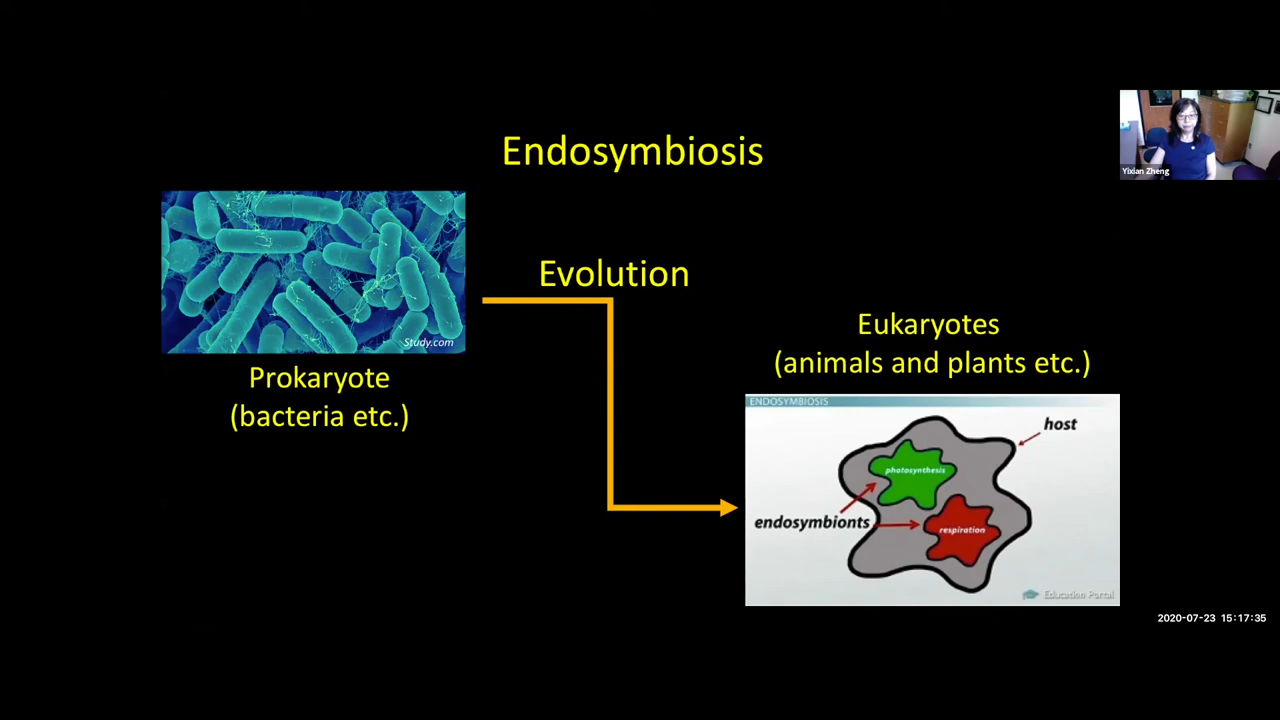 Endosymbiosis
Yixian Zheng
Study.com
Evolution
Prokaryote
(bacteria etc.)
Eukaryotes
(animals and plants etc.)
ENDOSYMBIOSIS
host
photosynthesis
endosymbionts
respiration
Education Portal
2020-07-23 15:17:35